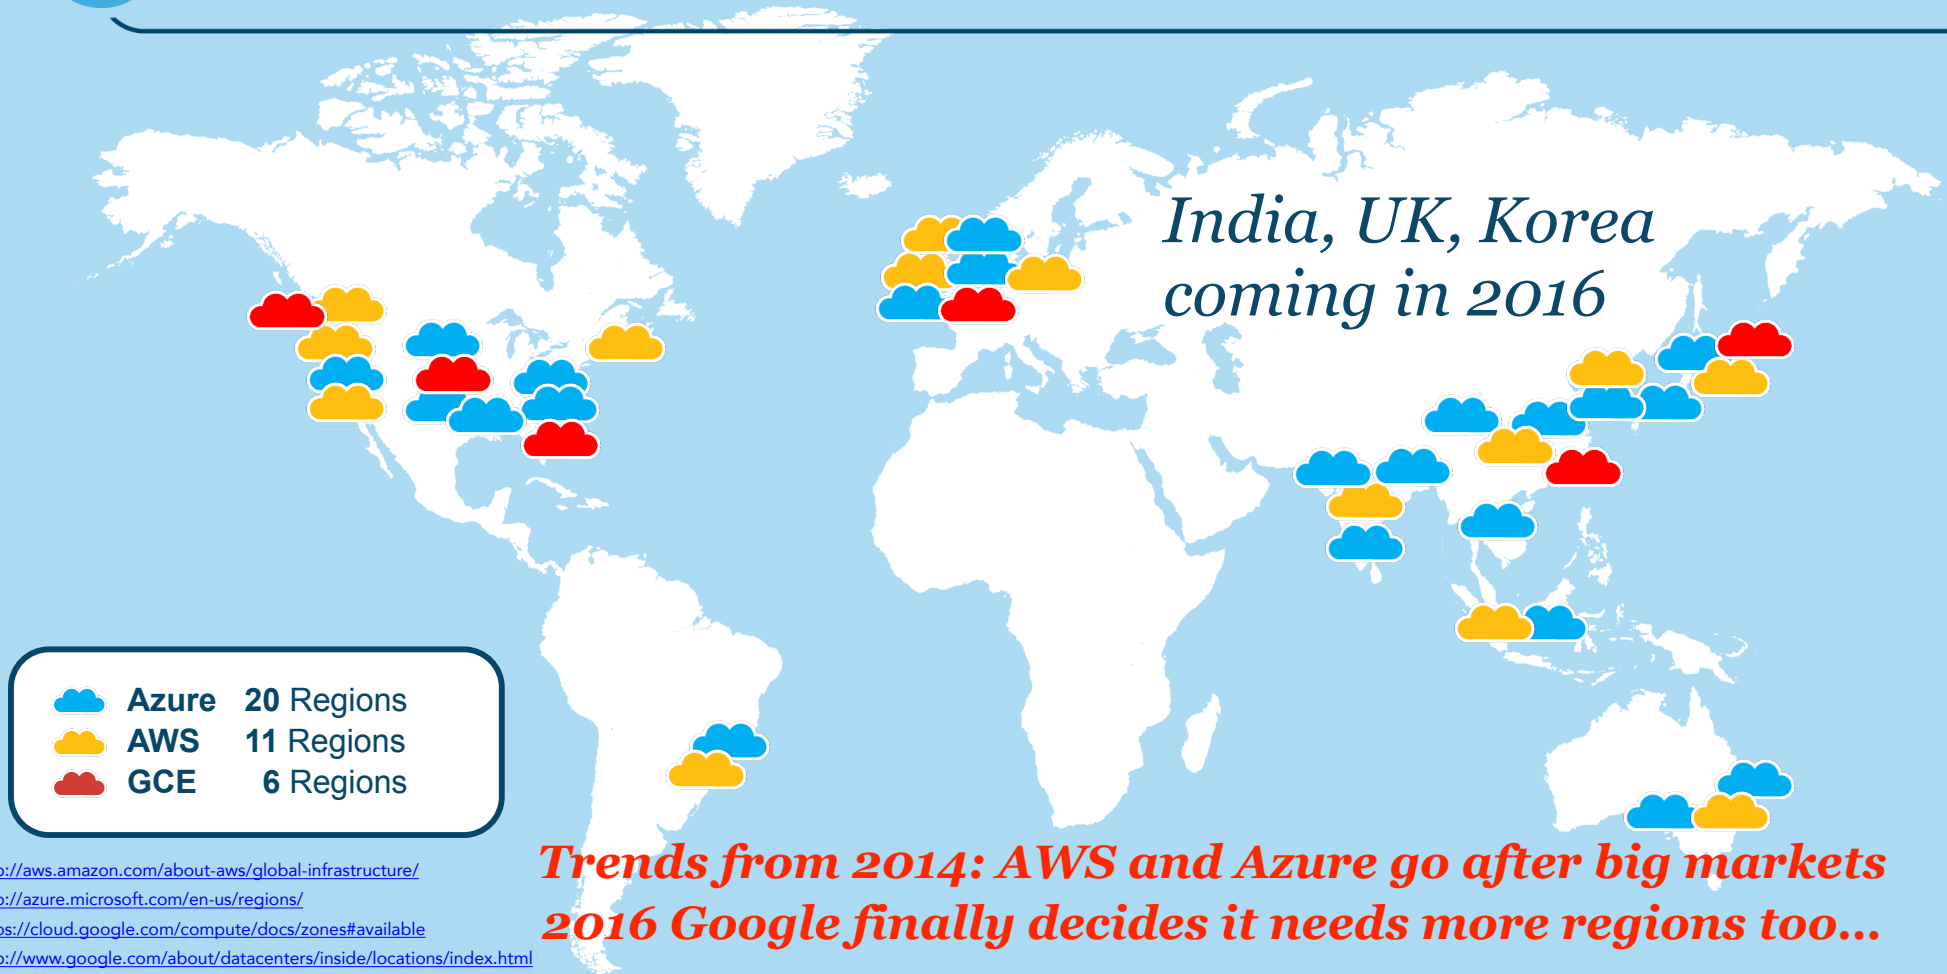 India, UK, Korea
coming in 2016
Azure 20 Regions
AWS 11 Regions
GCE 6 Regions
Trends from 2014: AWS and Azure go after big markets
2016 Google finally decides it needs more regions too...
p://aws.amazon.com/about-aws/global-infrastructure/
p://azure.microsoft.com/en-us/regions/
ps://cloud.google.com/compute/docs/zones#available
p://www.google.com/about/datacenters/inside/locations/index.html